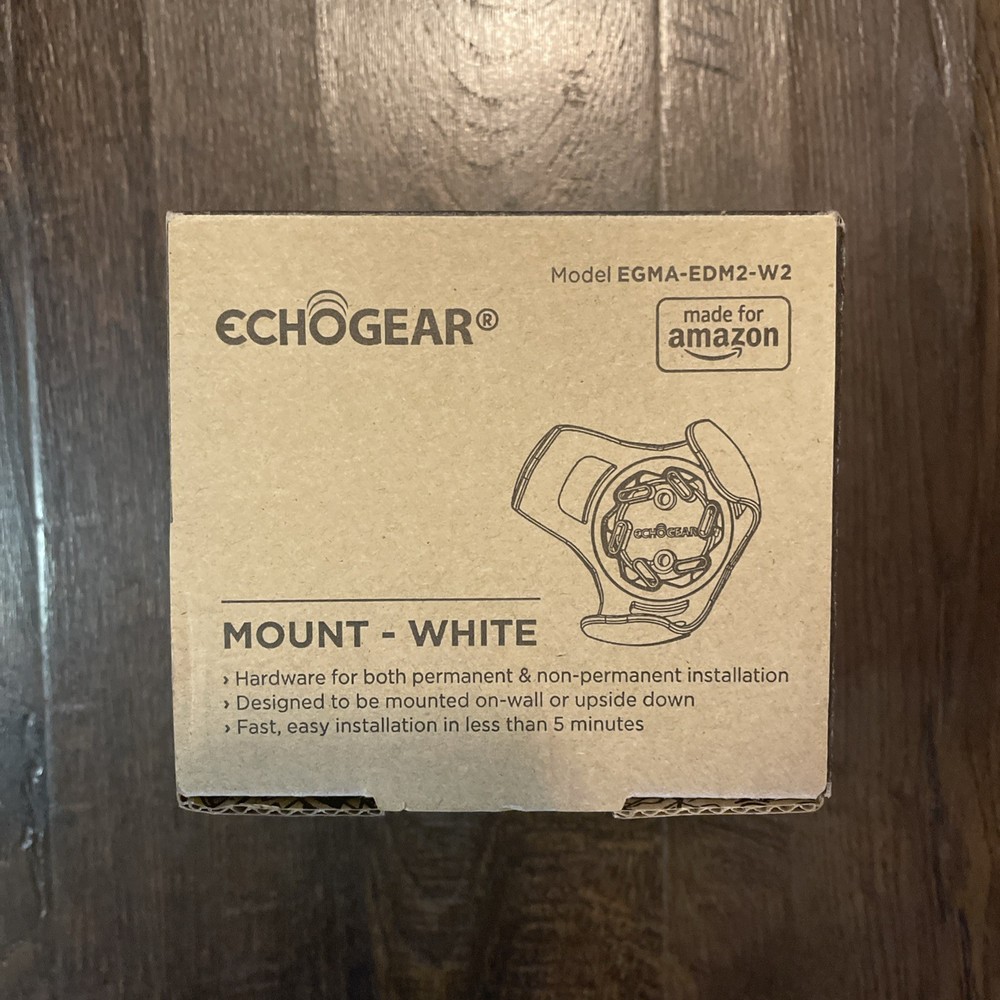 Model EGMA-EDM2-W2
ECHOGEAR®
made for
amazon
ECHOGEAR
MOUNT - WHITE
› Hardware for both permanent & non-permanent installation
› Designed to be mounted on-wall or upside down
› Fast, easy installation in less than 5 minutes